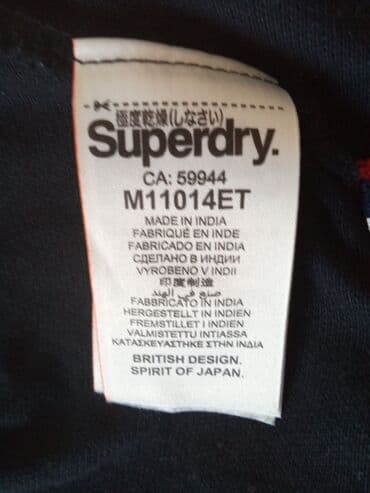 極度乾燥(しなさい)
Superdry.
CA: 59944
M11014ET
MADE IN INDIA
FABRIQUÉ EN INDE
FABRICADO EN INDIA
СДЕЛАНО В ИНДИИ
VYROBENO V INDII
印度制造
صنع في الهند
FABBRICATO IN INDIA
HERGESTELLT IN INDIEN
FREMSTILLET I INDIEN
VALMISTETTU INTIASSA
ΚΑΤΑΣΚΕΥΑΣΤΗΚΕ ΣΤΗΝ ΙΝΔΙΑ
BRITISH DESIGN.
SPIRIT OF JAPAN.